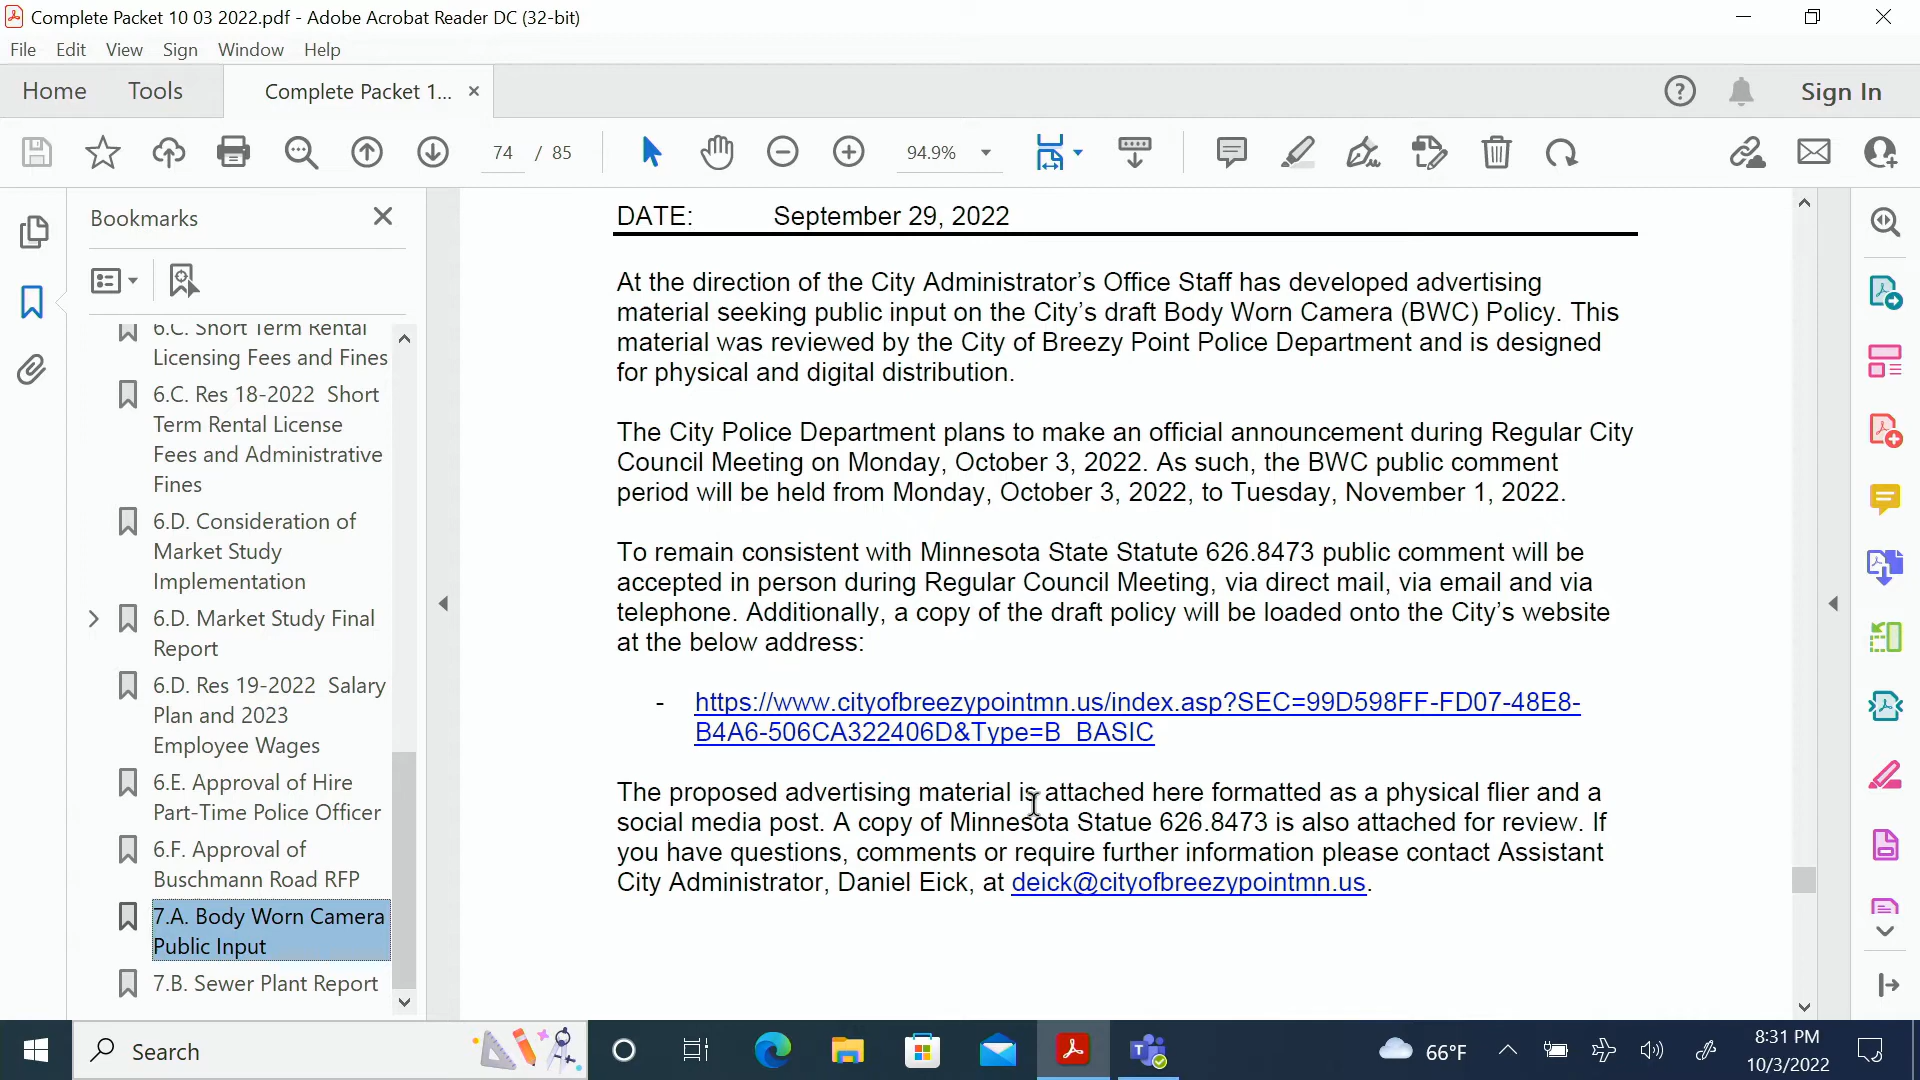 Complete Packet 10 03 2022.pdf - Adobe Acrobat Reader DC (32-bit)
File Edit View Sign Window Help
Home Tools Complete Packet 1... × Sign In
74 / 85 94.9%
Bookmarks
6.C. Short Term Rental
Licensing Fees and Fines
6.C. Res 18-2022 Short
Term Rental License
Fees and Administrative
Fines
6.D. Consideration of
Market Study
Implementation
6.D. Market Study Final
Report
6.D. Res 19-2022 Salary
Plan and 2023
Employee Wages
6.E. Approval of Hire
Part-Time Police Officer
6.F. Approval of
Buschmann Road RFP
7.A. Body Worn Camera
Public Input
7.B. Sewer Plant Report
DATE: September 29, 2022
At the direction of the City Administrator’s Office Staff has developed advertising
material seeking public input on the City’s draft Body Worn Camera (BWC) Policy. This
material was reviewed by the City of Breezy Point Police Department and is designed
for physical and digital distribution.
The City Police Department plans to make an official announcement during Regular City
Council Meeting on Monday, October 3, 2022. As such, the BWC public comment
period will be held from Monday, October 3, 2022, to Tuesday, November 1, 2022.
To remain consistent with Minnesota State Statute 626.8473 public comment will be
accepted in person during Regular Council Meeting, via direct mail, via email and via
telephone. Additionally, a copy of the draft policy will be loaded onto the City’s website
at the below address:
- https://www.cityofbreezypointmn.us/index.asp?SEC=99D598FF-FD07-48E8-
B4A6-506CA322406D&Type=B_BASIC
The proposed advertising material is attached here formatted as a physical flier and a
social media post. A copy of Minnesota Statue 626.8473 is also attached for review. If
you have questions, comments or require further information please contact Assistant
City Administrator, Daniel Eick, at deick@cityofbreezypointmn.us.
Search
66°F
8:31 PM
10/3/2022